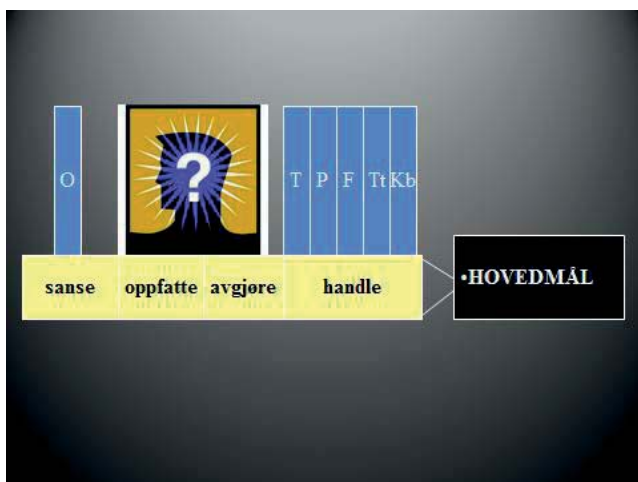 O
?
T P F Tt Kb
sanse oppfatte avgjøre handle
•HOVEDMÅL